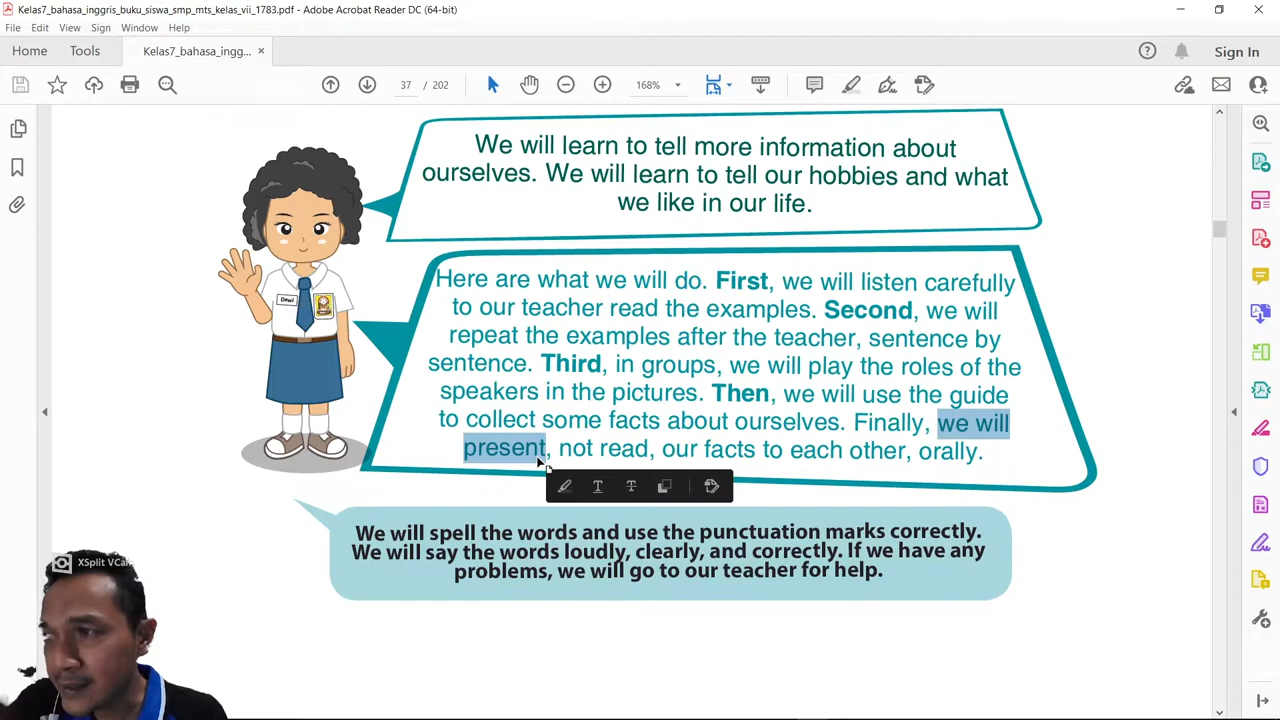 Kelas7_bahasa_inggris_buku_siswa_smp_mts_kelas_vii_1783.pdf - Adobe Acrobat Reader DC (64-bit)
File Edit View Sign Window Help
Home Tools Kelas7_bahasa_ingg... × Sign In
37 / 202 168%
We will learn to tell more information about
ourselves. We will learn to tell our hobbies and what
we like in our life.
Here are what we will do. First, we will listen carefully
to our teacher read the examples. Second, we will
repeat the examples after the teacher, sentence by
sentence. Third, in groups, we will play the roles of the
speakers in the pictures. Then, we will use the guide
to collect some facts about ourselves. Finally, we will
present, not read, our facts to each other, orally.
Dewi
We will spell the words and use the punctuation marks correctly.
We will say the words loudly, clearly, and correctly. If we have any
problems, we will go to our teacher for help.
XSplit VCam